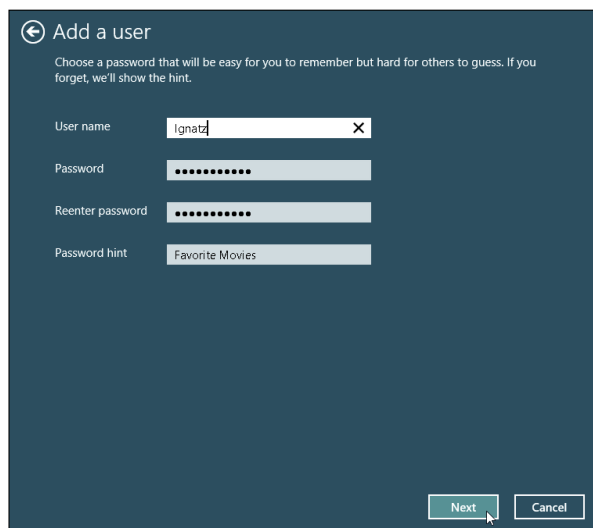 Add a user
Choose a password that will be easy for you to remember but hard for others to guess. If you
forget, we'll show the hint.
User name Ignatz
Password •••••••••••
Reenter password •••••••••••
Password hint Favorite Movies
Next Cancel